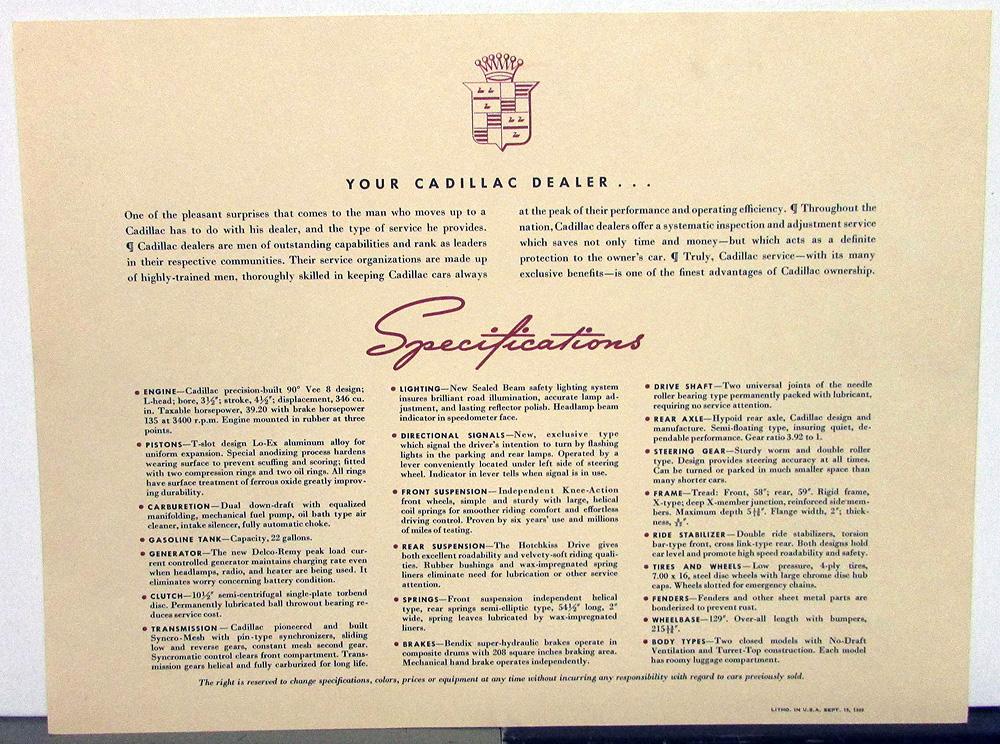 YOUR CADILLAC DEALER . . .
One of the pleasant surprises that comes to the man who moves up to a
Cadillac has to do with his dealer, and the type of service he provides.
¶ Cadillac dealers are men of outstanding capabilities and rank as leaders
in their respective communities. Their service organizations are made up
of highly-trained men, thoroughly skilled in keeping Cadillac cars always
at the peak of their performance and operating efficiency. ¶ Throughout the
nation, Cadillac dealers offer a systematic inspection and adjustment service
which saves not only time and money—but which acts as a definite
protection to the owner's car. ¶ Truly, Cadillac service—with its many
exclusive benefits—is one of the finest advantages of Cadillac ownership.
Specifications
• ENGINE—Cadillac precision-built 90° Vee 8 design;
L-head; bore, 3½"; stroke, 4½"; displacement, 346 cu.
in. Taxable horsepower, 39.20 with brake horsepower
135 at 3400 r.p.m. Engine mounted in rubber at three
points.
• PISTONS—T-slot design Lo-Ex aluminum alloy for
uniform expansion. Special anodizing process hardens
wearing surface to prevent scuffing and scoring; fitted
with two compression rings and two oil rings. All rings
have surface treatment of ferrous oxide greatly improv-
ing durability.
• CARBURETION—Dual down-draft with equalized
manifolding, mechanical fuel pump, oil bath type air
cleaner, intake silencer, fully automatic choke.
• GASOLINE TANK—Capacity, 22 gallons.
• GENERATOR—The new Delco-Remy peak load cur-
rent controlled generator maintains charging rate even
when headlamps, radio, and heater are being used. It
eliminates worry concerning battery condition.
• CLUTCH—10½" semi-centrifugal single-plate torbend
disc. Permanently lubricated ball throwout bearing re-
duces service cost.
• TRANSMISSION—Cadillac pioneered and built
Syncro-Mesh with pin-type synchronizers, sliding
low and reverse gears, constant mesh second gear.
Syncromatic control clears front compartment. Trans-
mission gears helical and fully carburized for long life.
• LIGHTING—New Sealed Beam safety lighting system
insures brilliant road illumination, accurate lamp ad-
justment, and lasting reflector polish. Headlamp beam
indicator in speedometer face.
• DIRECTIONAL SIGNALS—New, exclusive type
which signal the driver's intention to turn by flashing
lights in the parking and rear lamps. Operated by a
lever conveniently located under left side of steering
wheel. Indicator in lever tells when signal is in use.
• FRONT SUSPENSION—Independent Knee-Action
front wheels, simple and sturdy with large, helical
coil springs for smoother riding comfort and effortless
driving control. Proven by six years' use and millions
of miles of testing.
• REAR SUSPENSION—The Hotchkiss Drive gives
both excellent roadability and velvety-soft riding quali-
ties. Rubber bushings and wax-impregnated spring
liners eliminate need for lubrication or other service
attention.
• SPRINGS—Front suspension independent helical
type, rear springs semi-elliptic type, 54½" long, 2"
wide, spring leaves lubricated by wax-impregnated
liners.
• BRAKES—Bendix super-hydraulic brakes operate in
composite drums with 208 square inches braking area.
Mechanical hand brake operates independently.
• DRIVE SHAFT—Two universal joints of the needle
roller bearing type permanently packed with lubricant,
requiring no service attention.
• REAR AXLE—Hypoid rear axle, Cadillac design and
manufacture. Semi-floating type, insuring quiet, de-
pendable performance. Gear ratio 3.92 to 1.
• STEERING GEAR—Sturdy worm and double roller
type. Design provides steering accuracy at all times.
Can be turned or parked in much smaller space than
many shorter cars.
• FRAME—Tread: Front, 58"; rear, 59". Rigid frame,
X-type; deep X-member junction, reinforced side mem-
bers. Maximum depth Flange width, 2"; thick-
ness,
• RIDE STABILIZER—Double ride stabilizers, torsion
bar-type front, cross link-type rear. Both designs hold
car level and promote high speed roadability and safety.
• TIRES AND WHEELS—Low pressure, 4-ply tires,
7.00 x 16, steel disc wheels with large chrome disc hub
caps. Wheels slotted for emergency chains.
• FENDERS—Fenders and other sheet metal parts are
bonderized to prevent rust.
• WHEELBASE—129". Over-all length with bumpers,
• BODY TYPES—Two closed models with No-Draft
Ventilation and Turret-Top construction. Each model
has roomy luggage compartment.
The right is reserved to change specifications, colors, prices or equipment at any time without incurring any responsibility with regard to cars previously sold.
LITHO. IN U.S.A. SEPT. 15, 1939